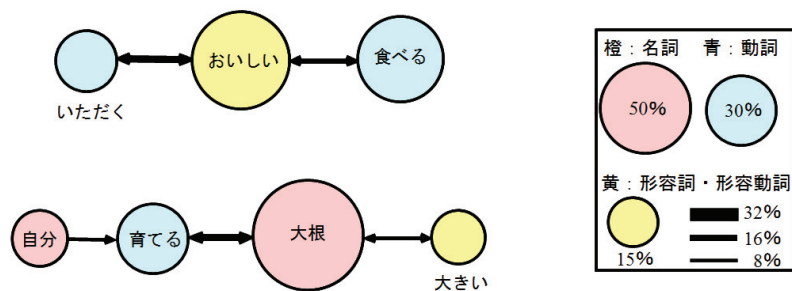 いただく
おいしい
食べる
自分
育てる
大根
大きい
橙：名詞 青：動詞
50%
30%
黄：形容詞・形容動詞
15%
32%
16%
8%